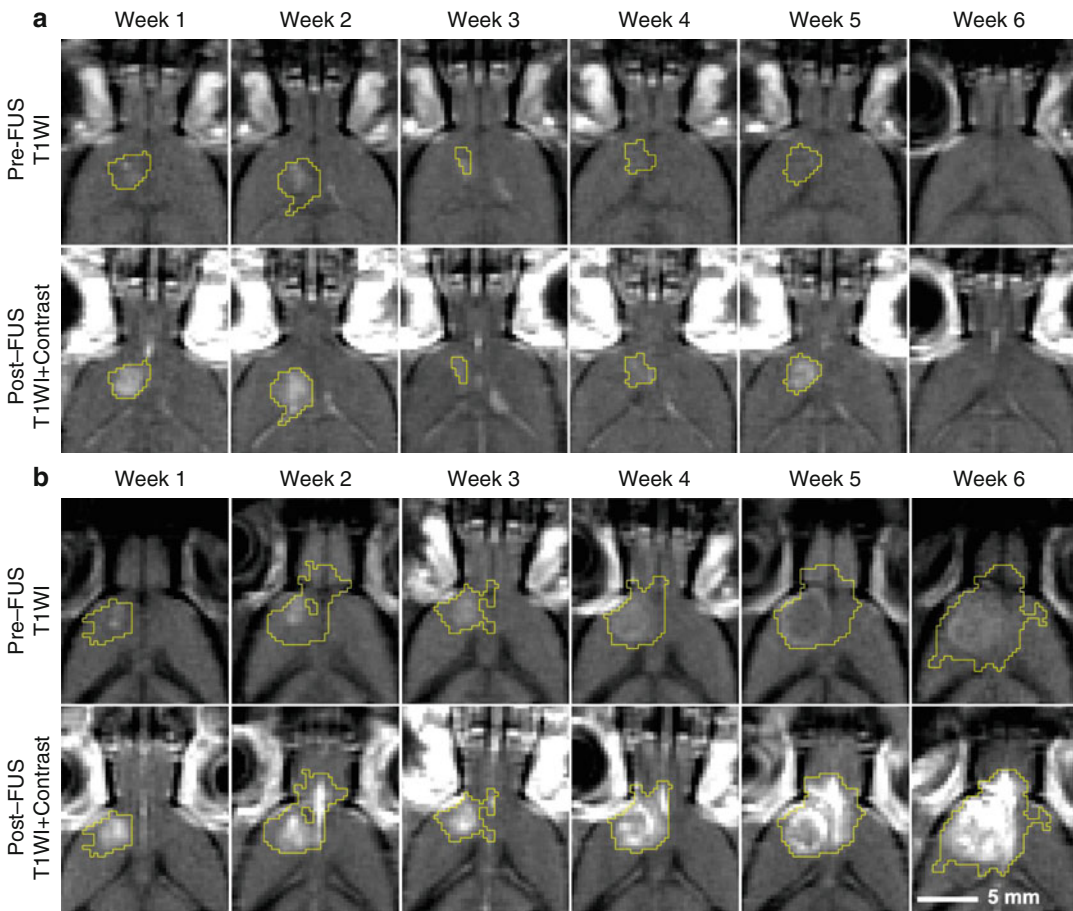 a
Week 1 Week 2 Week 3 Week 4 Week 5 Week 6
Pre-FUS
T1WI
Post–FUS
T1WI+Contrast
b
Week 1 Week 2 Week 3 Week 4 Week 5 Week 6
Pre–FUS
T1WI
Post–FUS
T1WI+Contrast
5 mm